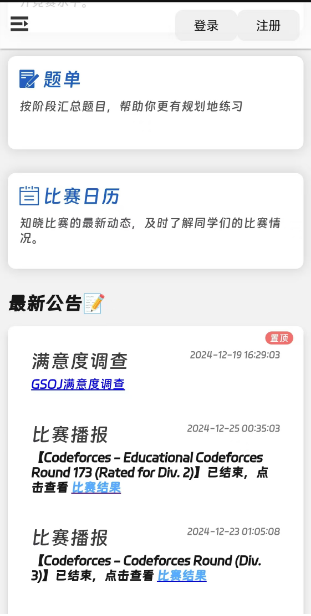 升竞赛水平。
登录
注册
题单
按阶段汇总题目，帮助你更有规划地练习
比赛日历
知晓比赛的最新动态，及时了解同学们的比赛情
况。
最新公告📝
置顶
满意度调查
2024-12-19 16:29:03
GSOJ满意度调查
比赛播报
2024-12-25 00:35:03
【Codeforces - Educational Codeforces
Round 173 (Rated for Div. 2)】已结束，点
击查看 比赛结果
比赛播报
2024-12-23 01:05:08
【Codeforces - Codeforces Round (Div.
3)】已结束，点击查看 比赛结果